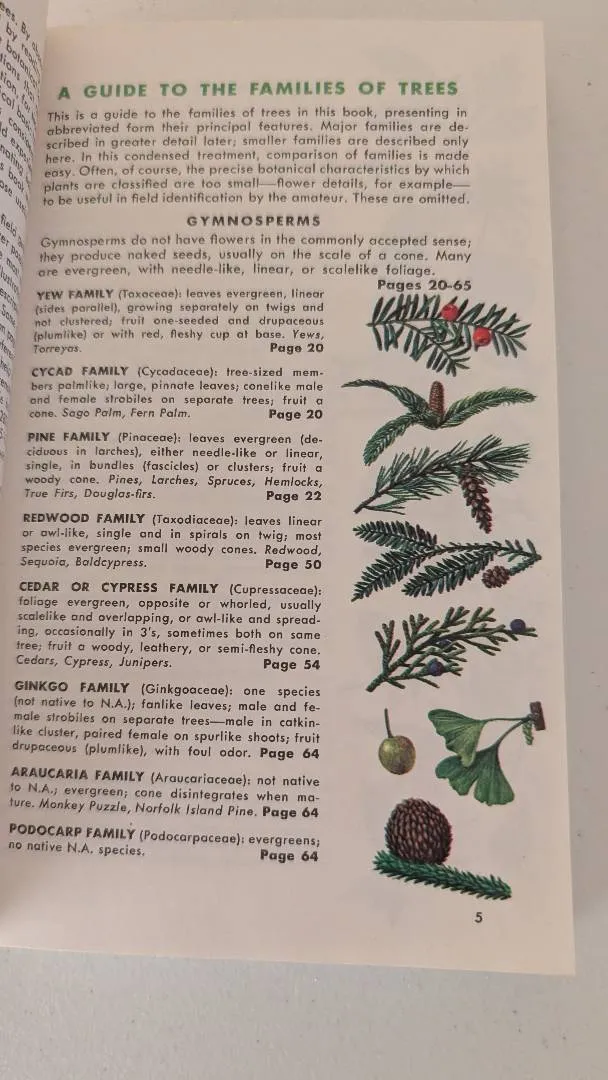 A GUIDE TO THE FAMILIES OF TREES
This is a guide to the families of trees in this book, presenting in
abbreviated form their principal features. Major families are de-
scribed in greater detail later; smaller families are described only
here. In this condensed treatment, comparison of families is made
easy. Often, of course, the precise botanical characteristics by which
plants are classified are too small—flower details, for example—
to be useful in field identification by the amateur. These are omitted.
GYMNOSPERMS
Gymnosperms do not have flowers in the commonly accepted sense;
they produce naked seeds, usually on the scale of a cone. Many
are evergreen, with needle-like, linear, or scalelike foliage.
Pages 20-65
YEW FAMILY (Taxaceae): leaves evergreen, linear
(sides parallel), growing separately on twigs and
not clustered; fruit one-seeded and drupaceous
(plumlike) or with red, fleshy cup at base. Yews,
Torreyas. Page 20
CYCAD FAMILY (Cycadaceae): tree-sized mem-
bers palmlike; large, pinnate leaves; conelike male
and female strobiles on separate trees; fruit a
cone. Sago Palm, Fern Palm. Page 20
PINE FAMILY (Pinaceae): leaves evergreen (de-
ciduous in larches), either needle-like or linear,
single, in bundles (fascicles) or clusters; fruit a
woody cone. Pines, Larches, Spruces, Hemlocks,
True Firs, Douglas-firs. Page 22
REDWOOD FAMILY (Taxodiaceae): leaves linear
or awl-like, single and in spirals on twig; most
species evergreen; small woody cones. Redwood,
Sequoia, Baldcypress. Page 50
CEDAR OR CYPRESS FAMILY (Cupressaceae):
foliage evergreen, opposite or whorled, usually
scalelike and overlapping, or awl-like and spread-
ing, occasionally in 3's, sometimes both on same
tree; fruit a woody, leathery, or semi-fleshy cone.
Cedars, Cypress, Junipers. Page 54
GINKGO FAMILY (Ginkgoaceae): one species
(not native to N.A.); fanlike leaves; male and fe-
male strobiles on separate trees—male in catkin-
like cluster, paired female on spurlike shoots; fruit
drupaceous (plumlike), with foul odor. Page 64
ARAUCARIA FAMILY (Araucariaceae): not native
to N.A.; evergreen; cone disintegrates when ma-
ture. Monkey Puzzle, Norfolk Island Pine. Page 64
PODOCARP FAMILY (Podocarpaceae): evergreens;
no native N.A. species. Page 64
5